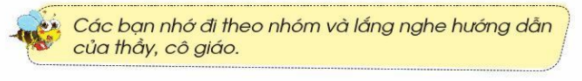 Các bạn nhớ đi theo nhóm và lắng nghe hướng dẫn
của thầy, cô giáo.